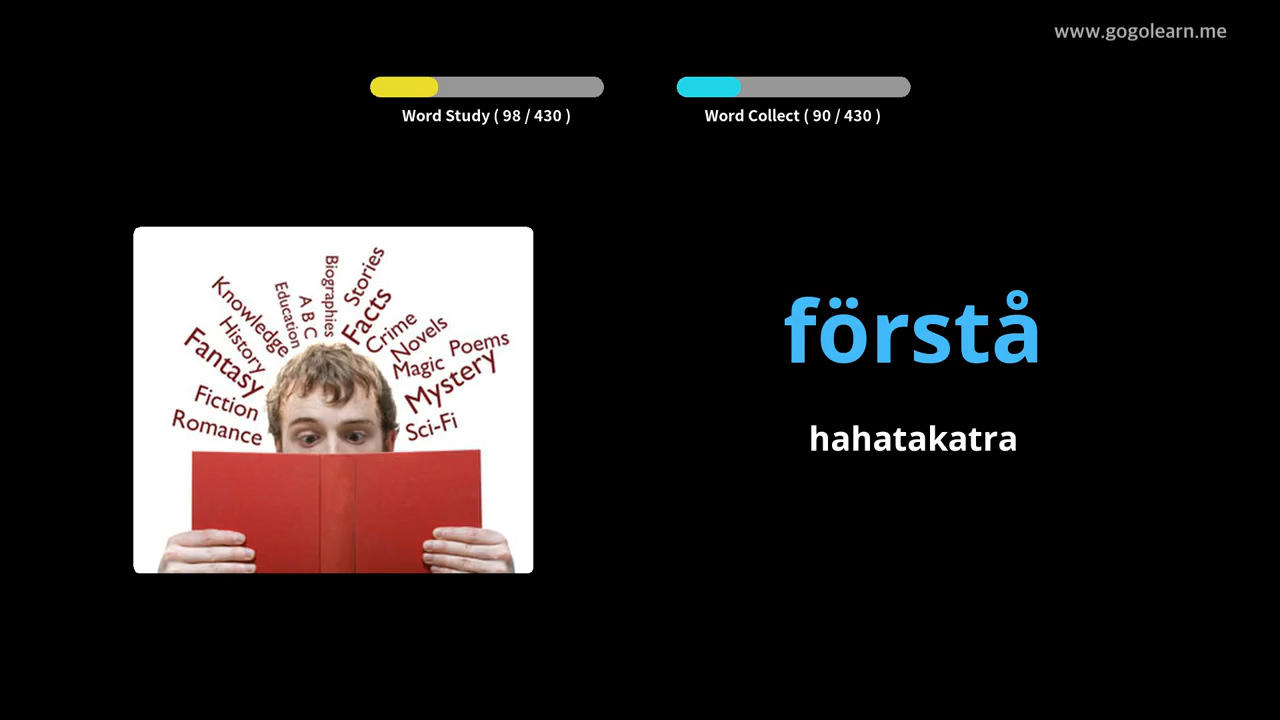 www.gogolearn.me
Word Study ( 98 / 430 )
Word Collect ( 90 / 430 )
Biographies
Stories
Knowledge
Education
A B C
Facts
History
Crime
Novels
Fantasy
Magic
Poems
Mystery
Fiction
Romance
Sci-Fi
förstå
hahatakatra